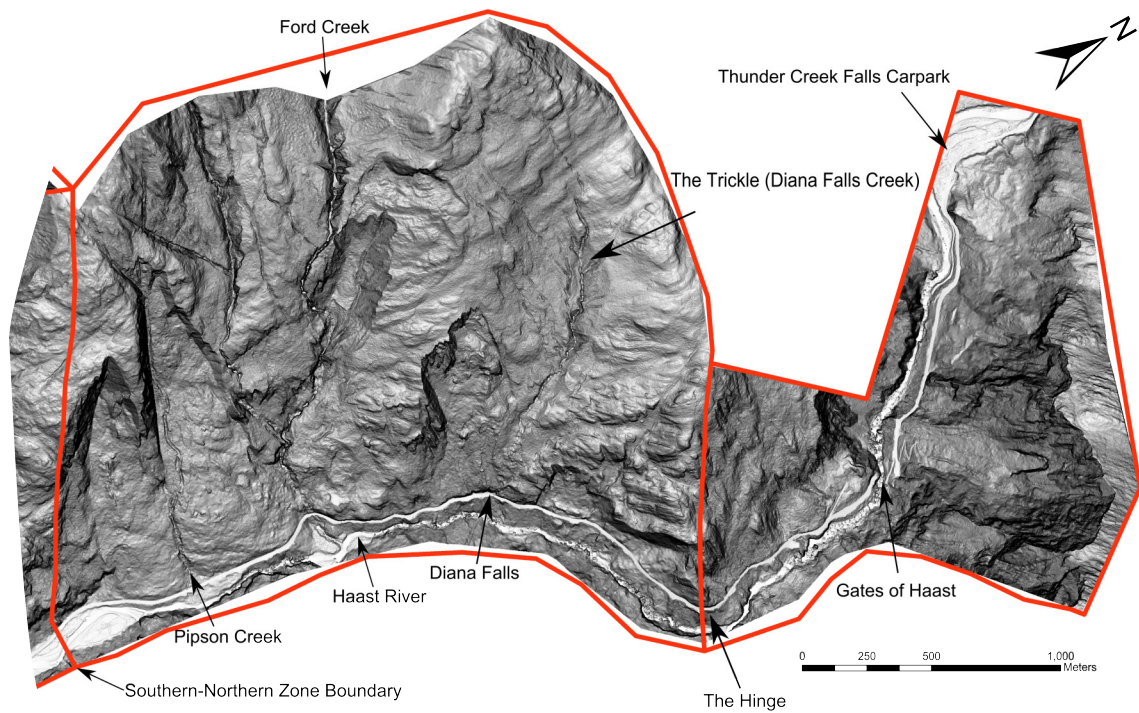 Ford Creek
N
Thunder Creek Falls Carpark
The Trickle (Diana Falls Creek)
Diana Falls
Haast River
Gates of Haast
Pipson Creek
0 250 500 1,000
Meters
Southern-Northern Zone Boundary
The Hinge